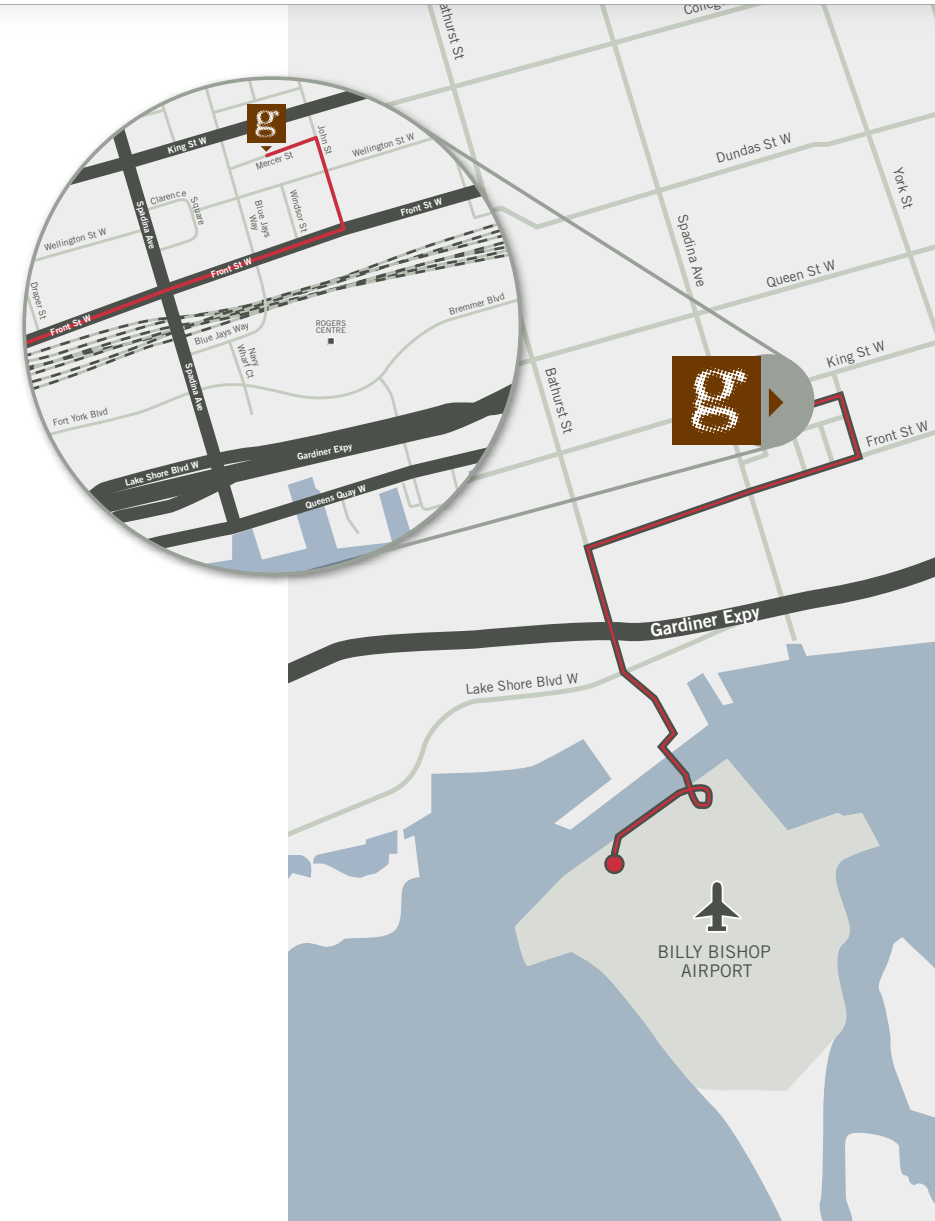 athurst St
Colleg
Dundas St W
York St
Spadina Ave
Queen St W
King St W
Bathurst St
Front St W
g
Gardiner Expy
Lake Shore Blvd W
BILLY BISHOP
AIRPORT
g
King St W
John St
Mercer St
Wellington St W
Clarence
Square
Spadina Ave
Blue Jays
Way
Windsor St
Front St W
Wellington St W
Front St W
Draper St
Front St W
Blue Jays Way
ROGERS
CENTRE
Bremmer Blvd
Navy
Wharf Ct
Spadina Ave
Fort York Blvd
Lake Shore Blvd W
Gardiner Expy
Queens Quay W